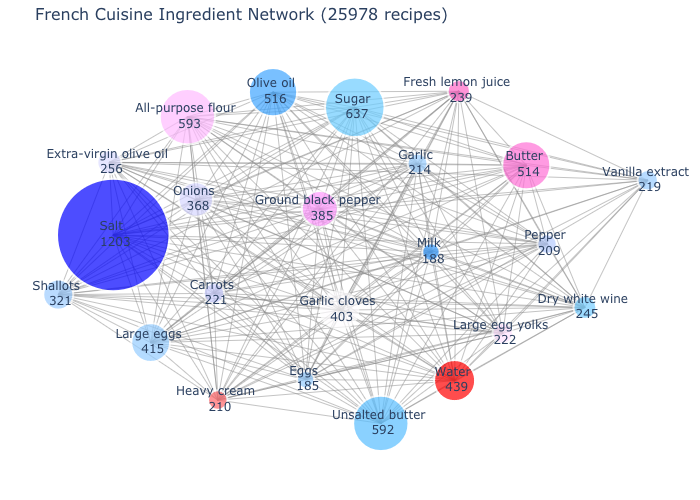 French Cuisine Ingredient Network (25978 recipes)
Olive oil
516
Fresh lemon juice
239
Sugar
637
All-purpose flour
593
Extra-virgin olive oil
256
Garlic
214
Butter
514
Vanilla extract
219
Onions
368
Ground black pepper
385
Salt
1203
Milk
188
Pepper
209
Shallots
321
Carrots
221
Garlic cloves
403
Dry white wine
245
Large eggs
415
Large egg yolks
222
Eggs
185
Water
439
Heavy cream
210
Unsalted butter
592